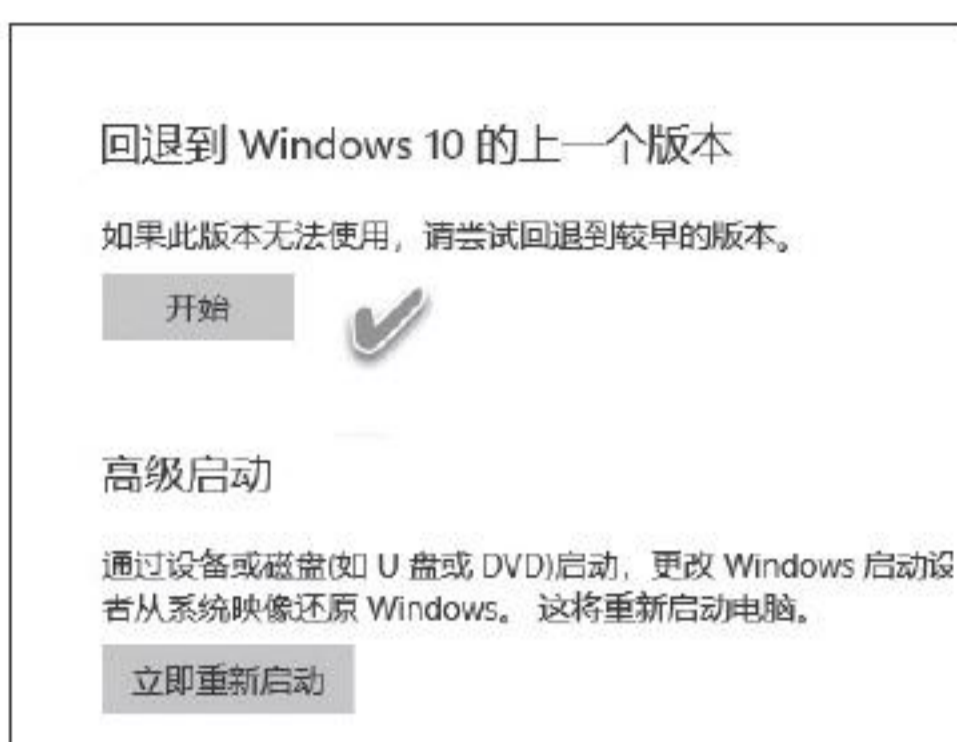 回退到 Windows 10 的上一个版本
如果此版本无法使用，请尝试回退到较早的版本。
开始
高级启动
通过设备或磁盘(如 U 盘或 DVD)启动，更改 Windows 启动设
者从系统映像还原 Windows。 这将重新启动电脑。
立即重新启动